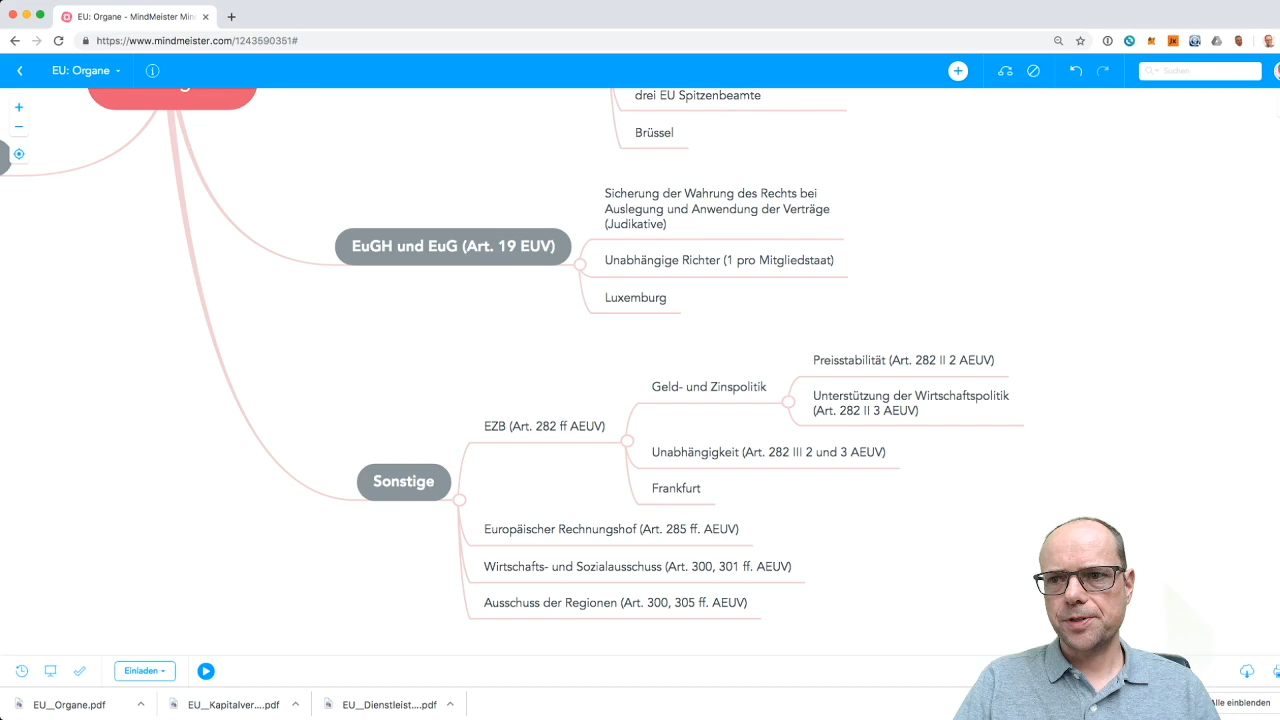 EU: Organe - MindMeister Min
https://www.mindmeister.com/1243590351#
EU: Organe
Suchen
drei EU Spitzenbeamte
Brüssel
Sicherung der Wahrung des Rechts bei
Auslegung und Anwendung der Verträge
(Judikative)
EuGH und EuG (Art. 19 EUV)
Unabhängige Richter (1 pro Mitgliedstaat)
Luxemburg
Preisstabilität (Art. 282 II 2 AEUV)
Geld- und Zinspolitik
Unterstützung der Wirtschaftspolitik
(Art. 282 II 3 AEUV)
EZB (Art. 282 ff AEUV)
Unabhängigkeit (Art. 282 III 2 und 3 AEUV)
Sonstige
Frankfurt
Europäischer Rechnungshof (Art. 285 ff. AEUV)
Wirtschafts- und Sozialausschuss (Art. 300, 301 ff. AEUV)
Ausschuss der Regionen (Art. 300, 305 ff. AEUV)
Einladen
EU__Organe.pdf
EU__Kapitalver....pdf
EU__Dienstleist....pdf
Alle einblenden